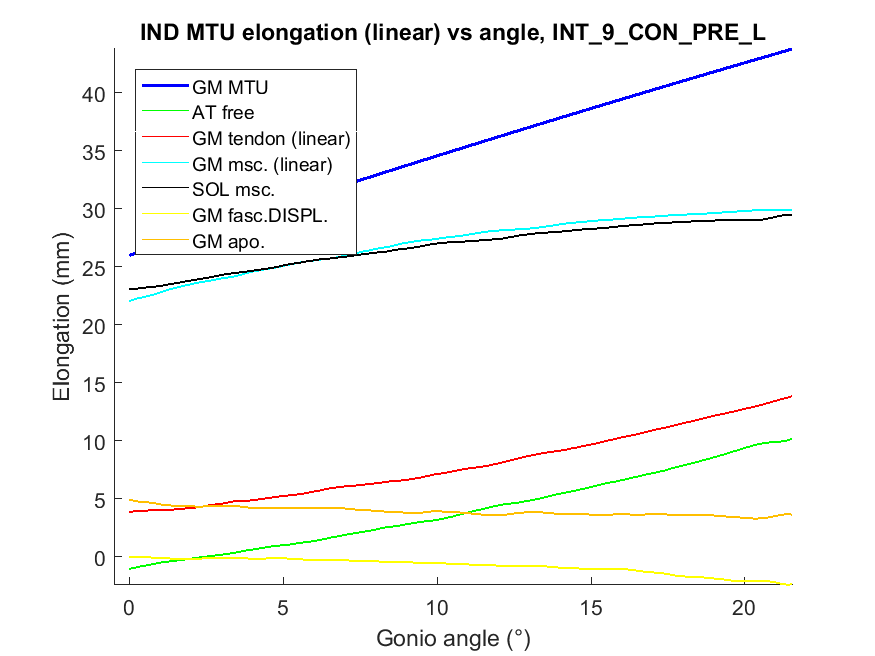 IND MTU elongation (linear) vs angle, INT_9_CON_PRE_L
GM MTU
AT free
GM tendon (linear)
GM msc. (linear)
SOL msc.
GM fasc.DISPL.
GM apo.
Elongation (mm)
40
35
30
25
20
15
10
5
0
0 5 10 15 20
Gonio angle (°)